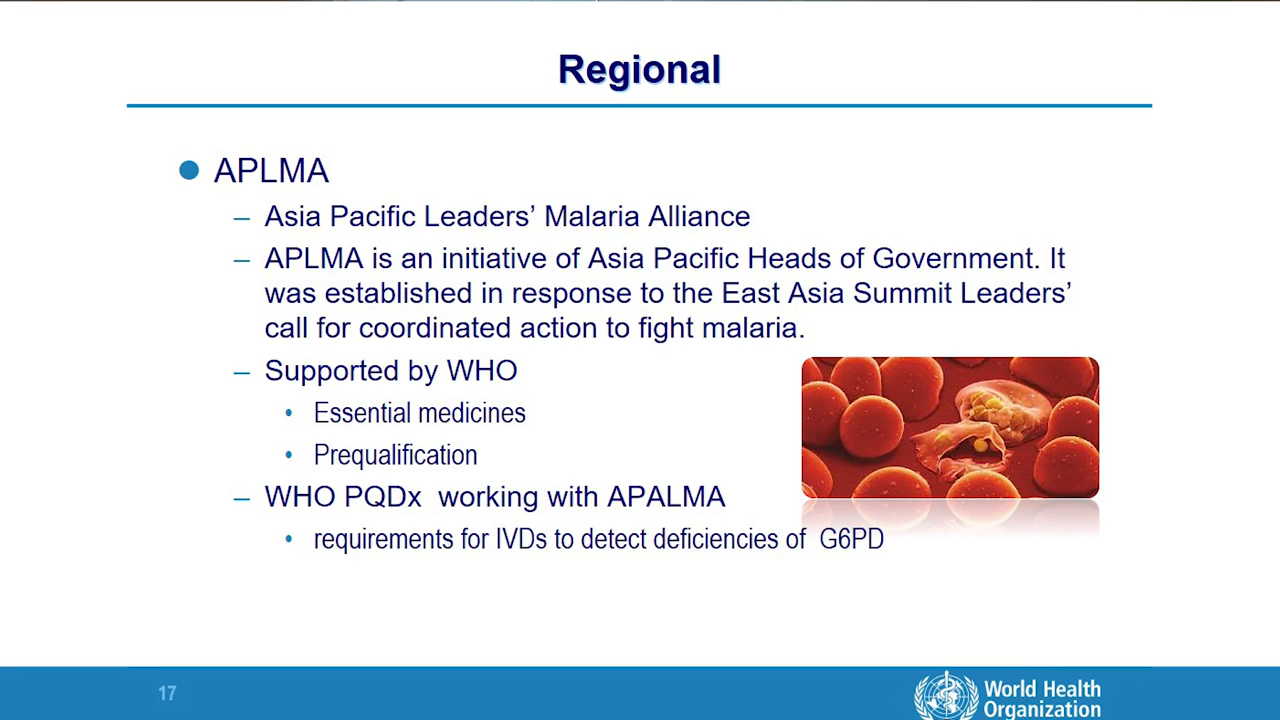 Regional
APLMA
– Asia Pacific Leaders’ Malaria Alliance
– APLMA is an initiative of Asia Pacific Heads of Government. It
was established in response to the East Asia Summit Leaders’
call for coordinated action to fight malaria.
– Supported by WHO
• Essential medicines
• Prequalification
– WHO PQDx working with APALMA
• requirements for IVDs to detect deficiencies of G6PD
17
World Health
Organization